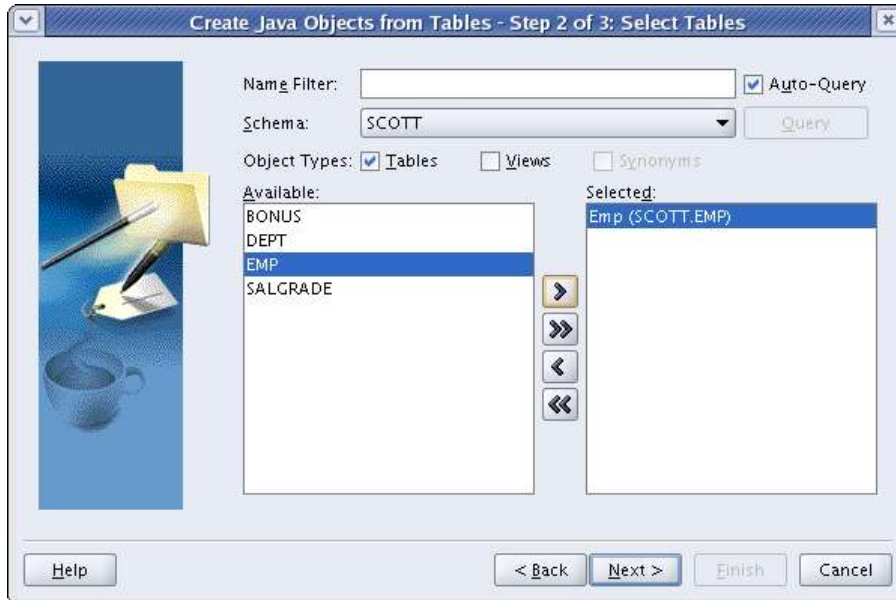 Create Java Objects from Tables - Step 2 of 3: Select Tables
Name Filter:
Auto-Query
Schema: SCOTT Query
Object Types: Tables Views Synonyms
Available:
BONUS
DEPT
EMP
SALGRADE
Selected:
Emp (SCOTT.EMP)
Help < Back Next > Finish Cancel